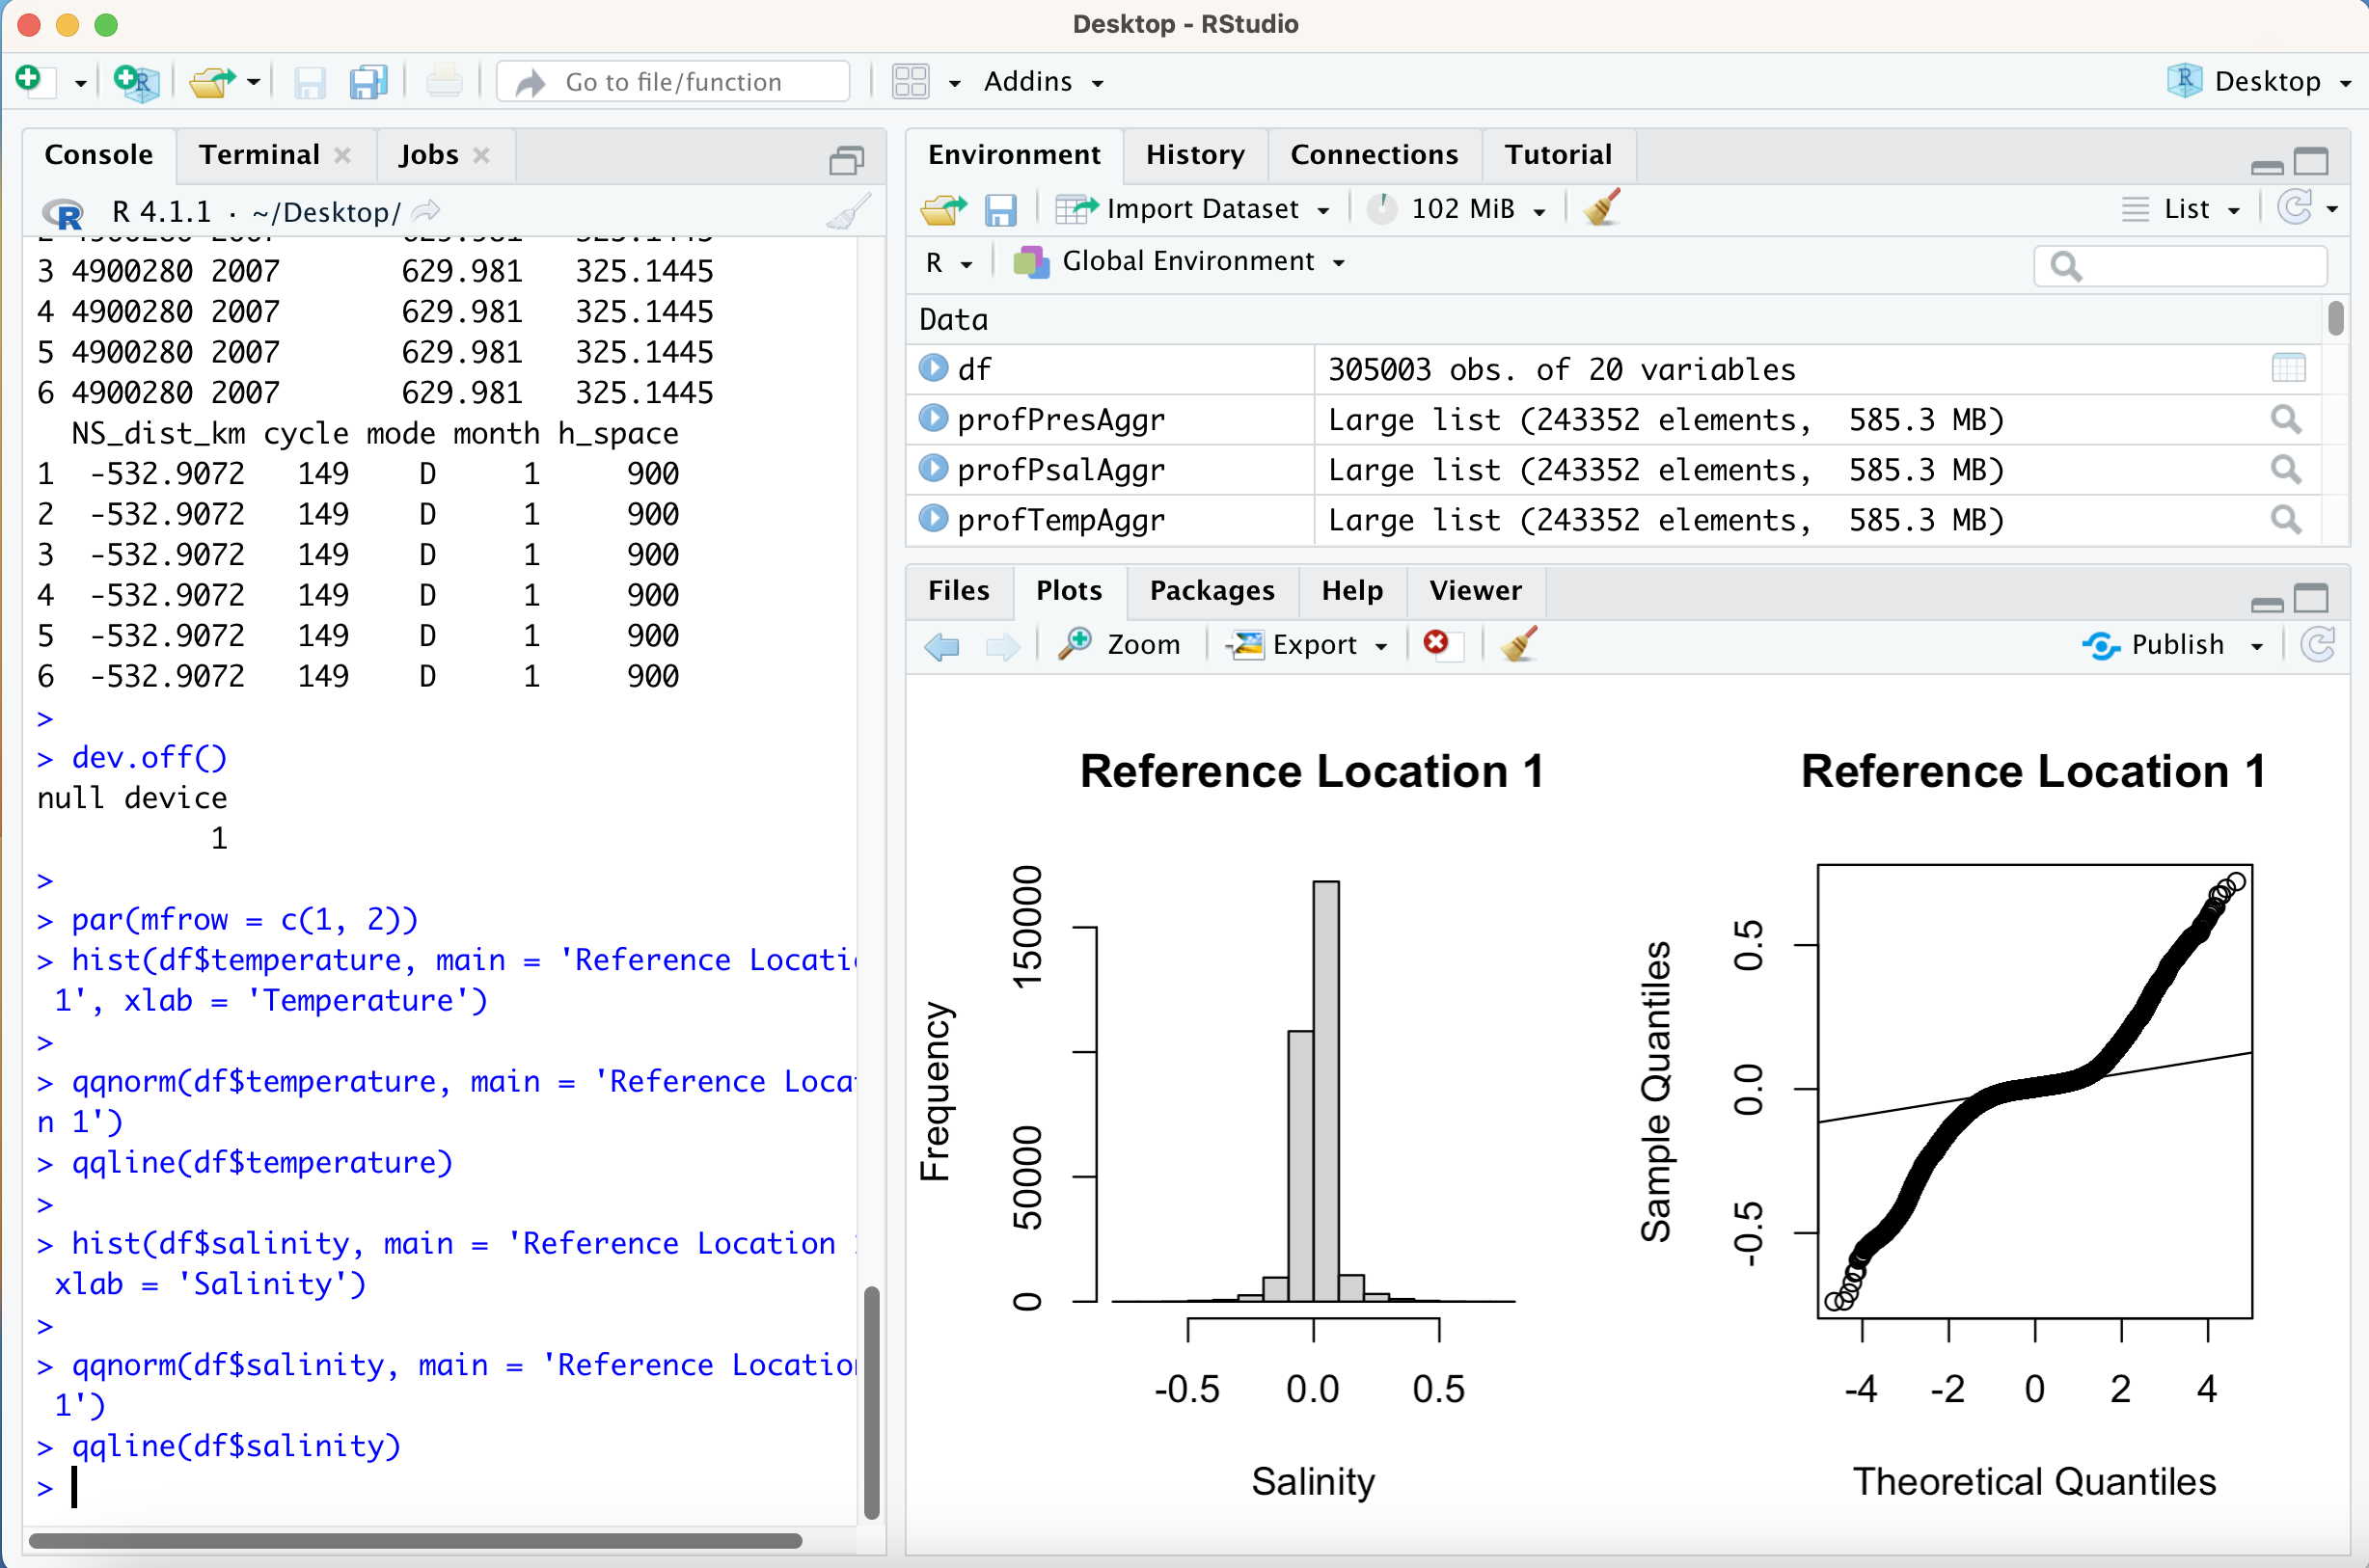 Desktop - RStudio
Go to file/function
Addins
Desktop
Console
Terminal
Jobs
R 4.1.1 · ~/Desktop/
3 4900280 2007 629.981 325.1445
4 4900280 2007 629.981 325.1445
5 4900280 2007 629.981 325.1445
6 4900280 2007 629.981 325.1445
NS_dist_km cycle mode month h_space
1 -532.9072 149 D 1 900
2 -532.9072 149 D 1 900
3 -532.9072 149 D 1 900
4 -532.9072 149 D 1 900
5 -532.9072 149 D 1 900
6 -532.9072 149 D 1 900
>
> dev.off()
null device
1
>
> par(mfrow = c(1, 2))
> hist(df$temperature, main = 'Reference Locati
1', xlab = 'Temperature')
>
> qqnorm(df$temperature, main = 'Reference Loca
n 1')
> qqline(df$temperature)
>
> hist(df$salinity, main = 'Reference Location
xlab = 'Salinity')
>
> qqnorm(df$salinity, main = 'Reference Location
1')
> qqline(df$salinity)
>
Environment
History
Connections
Tutorial
Import Dataset
102 MiB
List
R
Global Environment
Data
df 305003 obs. of 20 variables
profPresAggr Large list (243352 elements, 585.3 MB)
profPsalAggr Large list (243352 elements, 585.3 MB)
profTempAggr Large list (243352 elements, 585.3 MB)
Files
Plots
Packages
Help
Viewer
Zoom
Export
Publish
Reference Location 1
Frequency
150000
50000
0
-0.5 0.0 0.5
Salinity
Reference Location 1
Sample Quantiles
0.5
0.0
-0.5
-4 -2 0 2 4
Theoretical Quantiles